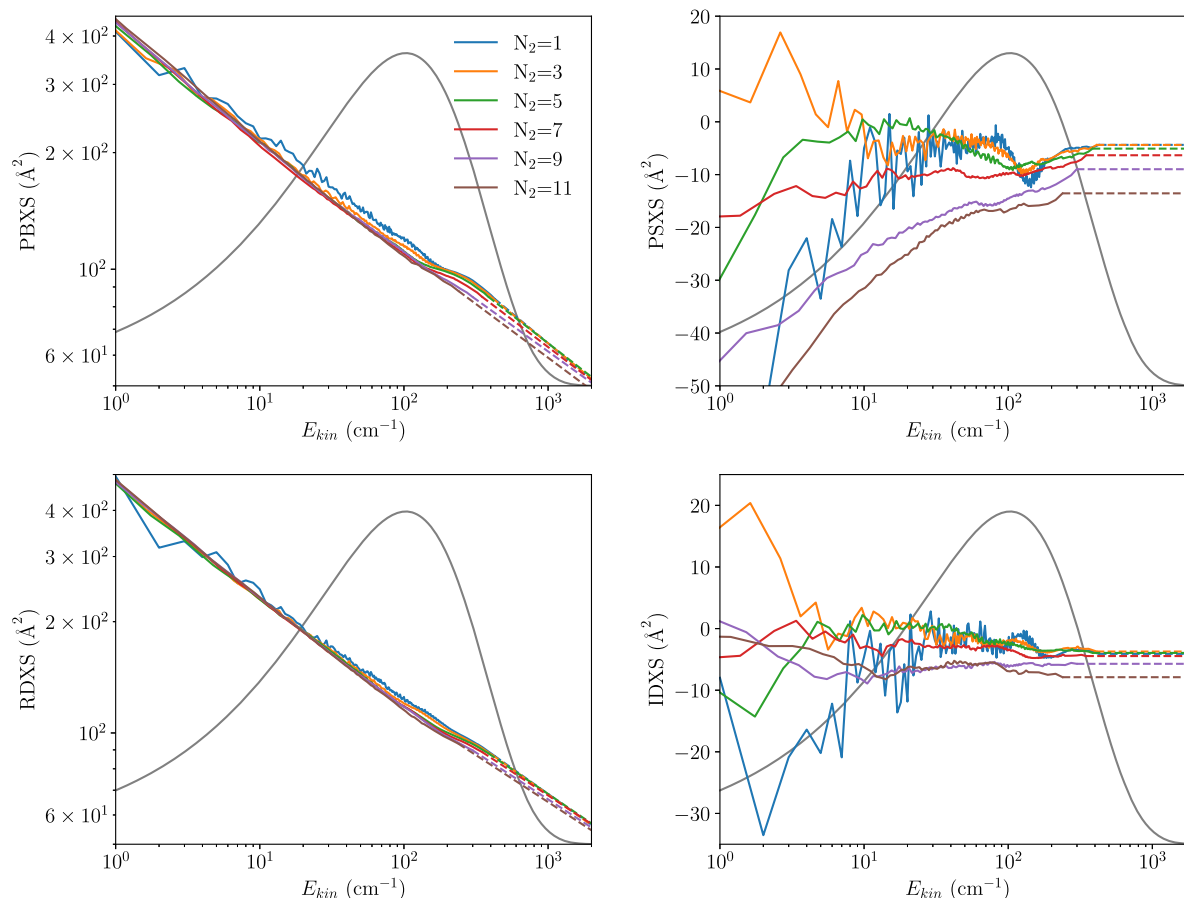 4 × 10²
3 × 10²
2 × 10²
10²
6 × 10¹
PBXS (Å²)
10⁰
10¹
10²
10³
E_kin (cm⁻¹)
N₂=1
N₂=3
N₂=5
N₂=7
N₂=9
N₂=11
20
10
0
−10
−20
−30
−40
−50
PSXS (Å²)
10⁰
10¹
10²
10³
E_kin (cm⁻¹)
4 × 10²
3 × 10²
2 × 10²
10²
6 × 10¹
RDXS (Å²)
10⁰
10¹
10²
10³
E_kin (cm⁻¹)
20
10
0
−10
−20
−30
IDXS (Å²)
10⁰
10¹
10²
10³
E_kin (cm⁻¹)